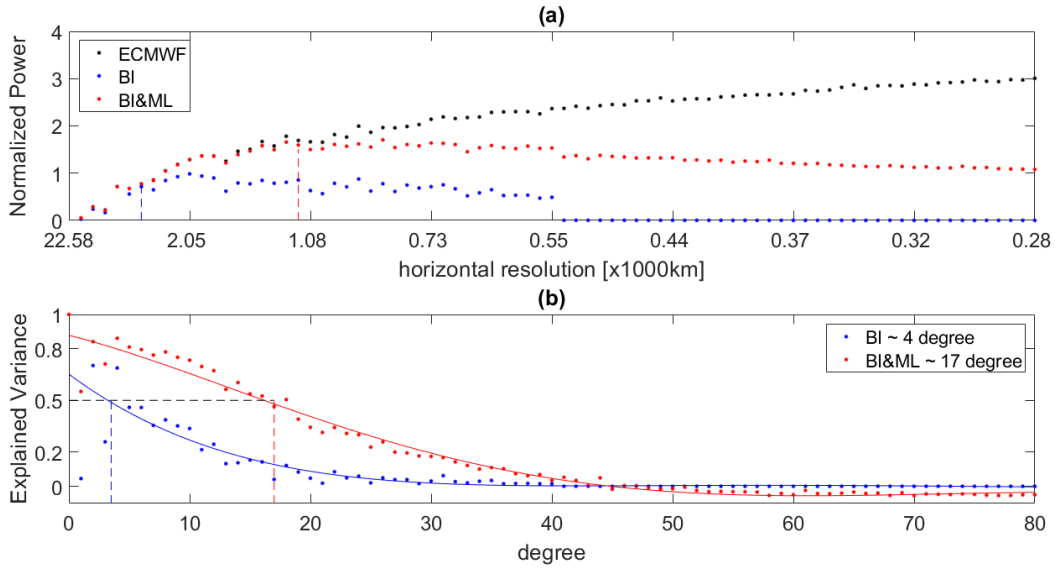 (a)
Normalized Power
4
3
2
1
0
ECMWF
BI
BI&ML
22.58 2.05 1.08 0.73 0.55 0.44 0.37 0.32 0.28
horizontal resolution [x1000km]
(b)
Explained Variance
1
0.8
0.5
0.2
0
BI ~ 4 degree
BI&ML ~ 17 degree
0 10 20 30 40 50 60 70 80
degree